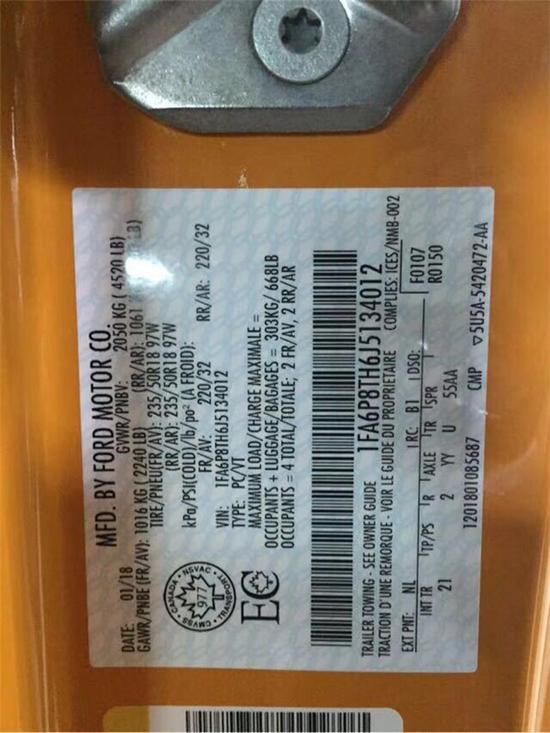 MFD. BY FORD MOTOR CO.
DATE: 01/18 GVWR/PNBV: 2050 KG ( 4520 LB)
GAWR/PNBE (FR/AV): 1016 KG ( 2240 LB) (RR/AR): 1061 LB)
TIRE/PNEU(FR/AV): 235/50R18 97W
(RR/AR): 235/50R18 97W
kPa/PSI(COLD)/lb/po² (A FROID):
FR/AV: 220/32 RR/AR: 220/32
VIN: 1FA6P8TH6J5134012
TYPE: PC/VT
MAXIMUM LOAD/CHARGE MAXIMALE =
OCCUPANTS + LUGGAGE/BAGAGES = 303KG/ 668LB
OCCUPANTS = 4 TOTAL/TOTALE; 2 FR/AV, 2 RR/AR
CANADA • NSVAC • TRANSPORT • CMVSS •
977
EC
1FA6P8TH6J5134012
TRAILER TOWING - SEE OWNER GUIDE
TRACTION D'UNE REMORQUE - VOIR LE GUIDE DU PROPRIETAIRE COMPLIES: ICES/NMB-002
EXT PNT: NL RC: B1 DSO: F0107
R0150
INT TR TP/PS R AXLE TR SPR
21 2 YY U 55AA
1201801085687 CMP ▽5U5A-5420472-AA